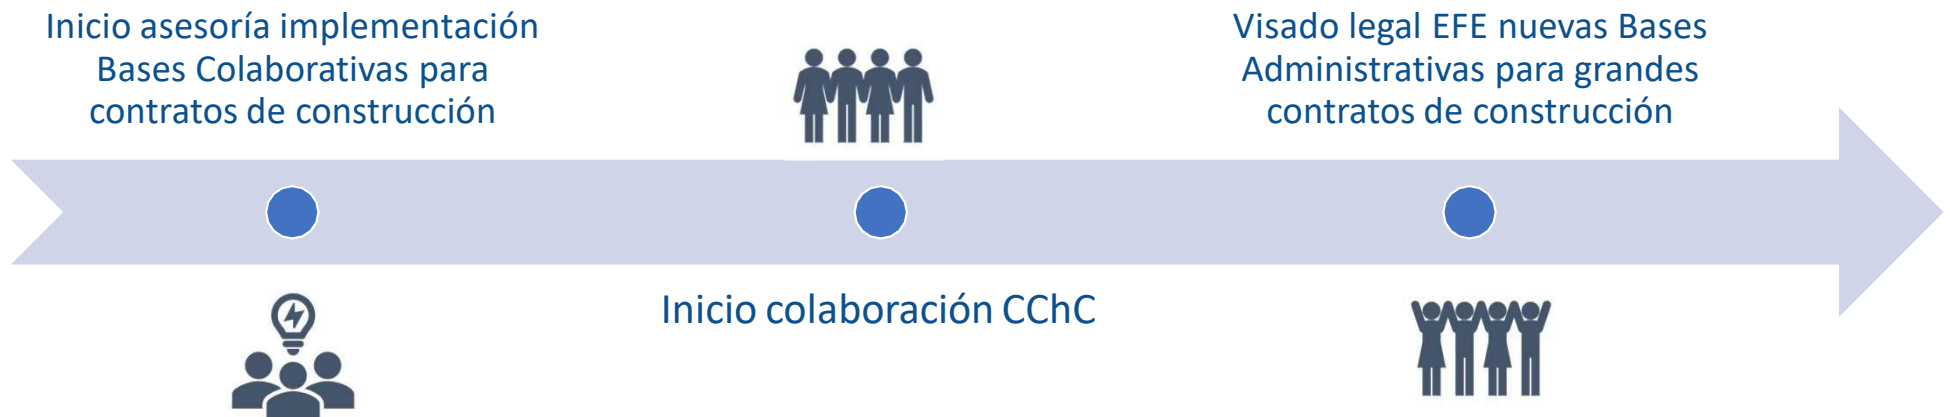 Inicio asesoría implementación
Bases Colaborativas para
contratos de construcción
Inicio colaboración CChC
Visado legal EFE nuevas Bases
Administrativas para grandes
contratos de construcción